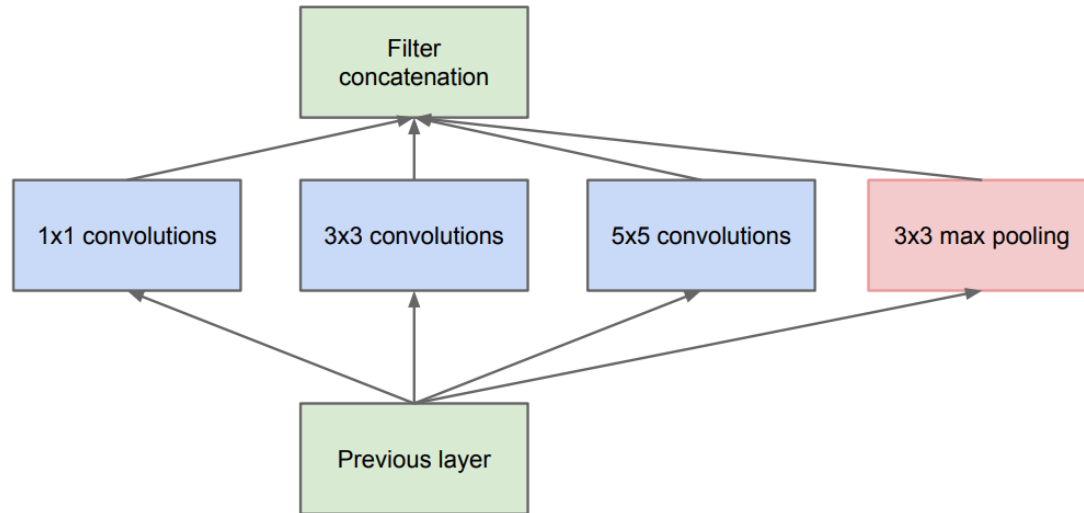 Filter
concatenation
1x1 convolutions
3x3 convolutions
5x5 convolutions
3x3 max pooling
Previous layer